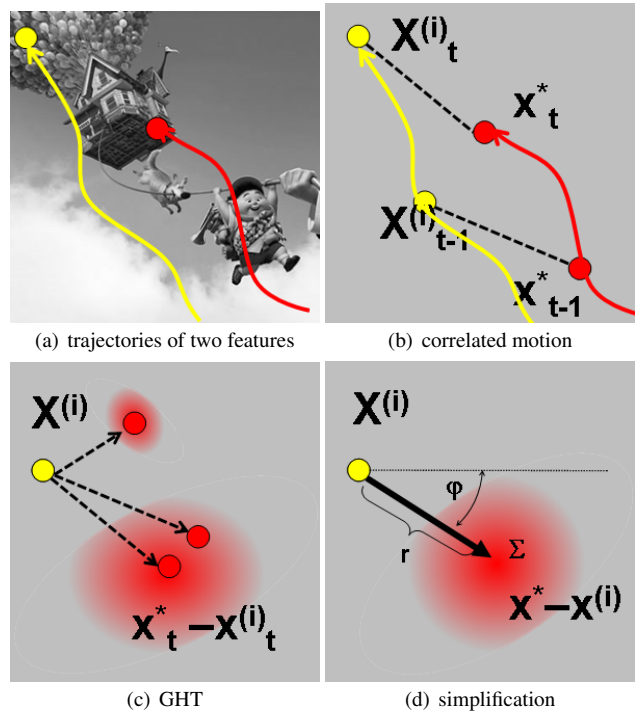 X(i)t
x*t
X(i)t-1
x*t-1
(a) trajectories of two features
(b) correlated motion
X(i)
x*t – x(i)t
X(i)
φ
r
Σ
x* – x(i)
(c) GHT
(d) simplification